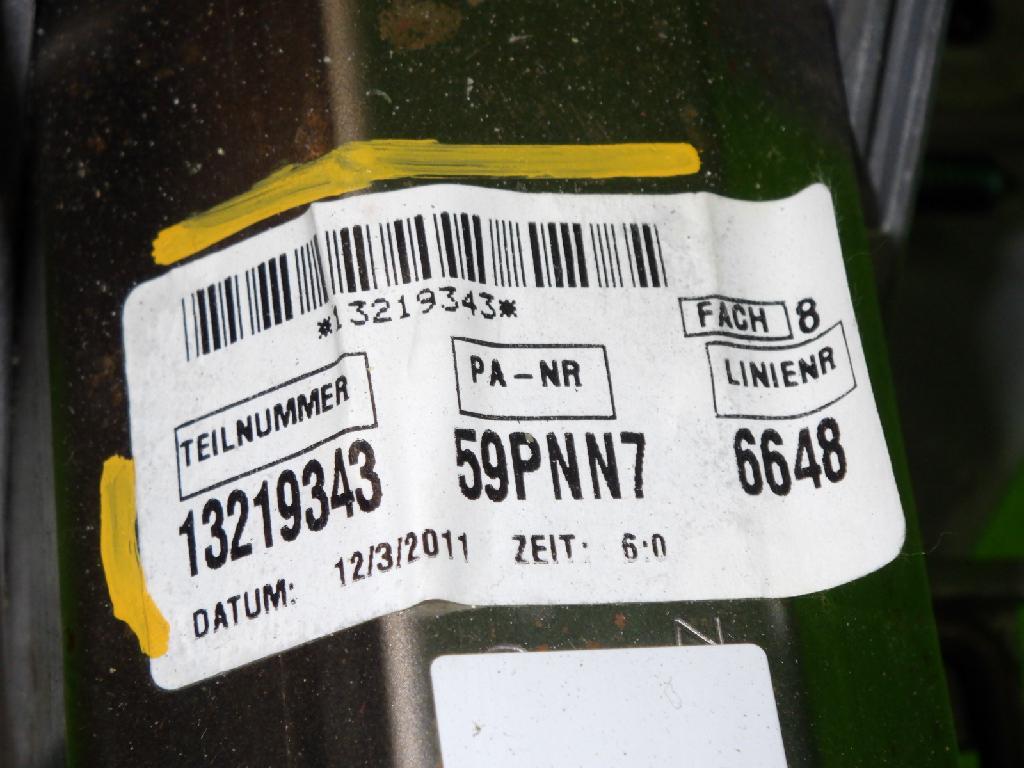 *13219343*
FACH 8
TEILNUMMER PA-NR LINIENR
13219343 59PNN7 6648
DATUM: 12/3/2011 ZEIT: 6:0
N